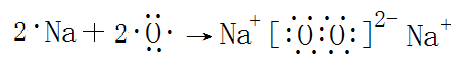 2·Na + 2·Ö̤· → Na⁺ [:Ö̤Ö̤:]²⁻ Na⁺